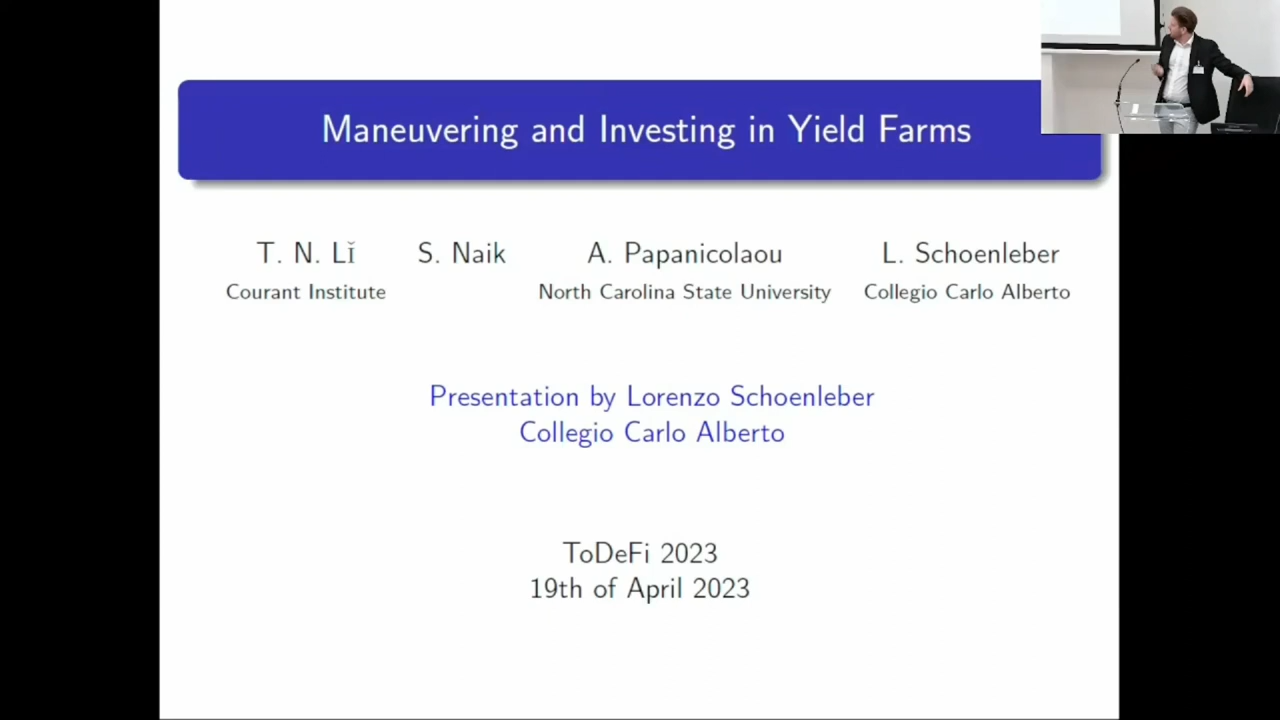 Maneuvering and Investing in Yield Farms
T. N. Lǐ S. Naik A. Papanicolaou L. Schoenleber
Courant Institute North Carolina State University Collegio Carlo Alberto
Presentation by Lorenzo Schoenleber
Collegio Carlo Alberto
ToDeFi 2023
19th of April 2023